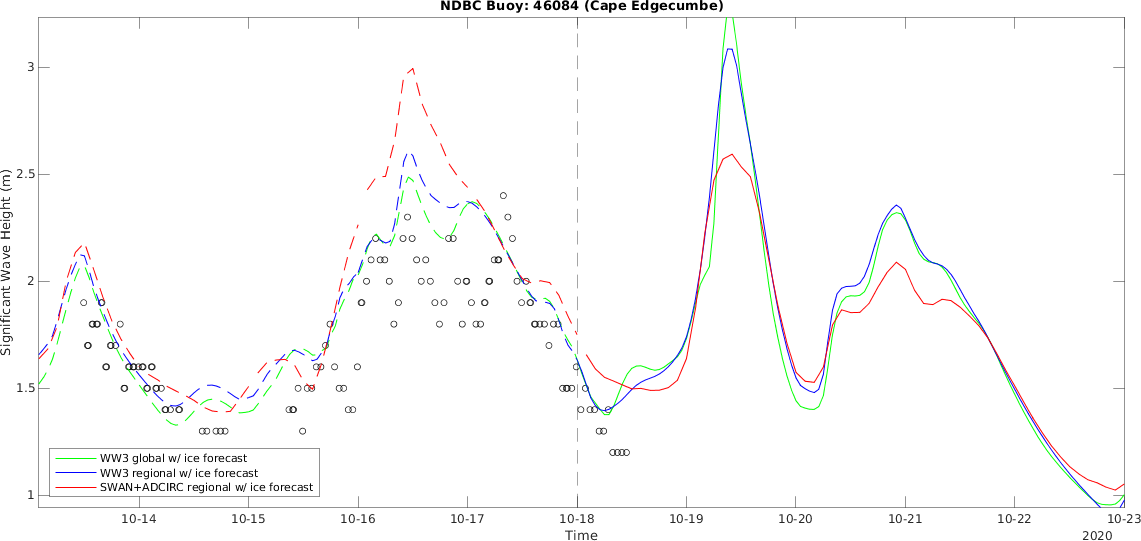 NDBC Buoy: 46084 (Cape Edgecumbe)
Significant Wave Height (m)
3
2.5
2
1.5
1
WW3 global w/ ice forecast
WW3 regional w/ ice forecast
SWAN+ADCIRC regional w/ ice forecast
10-14 10-15 10-16 10-17 10-18 10-19 10-20 10-21 10-22 10-23
Time
2020